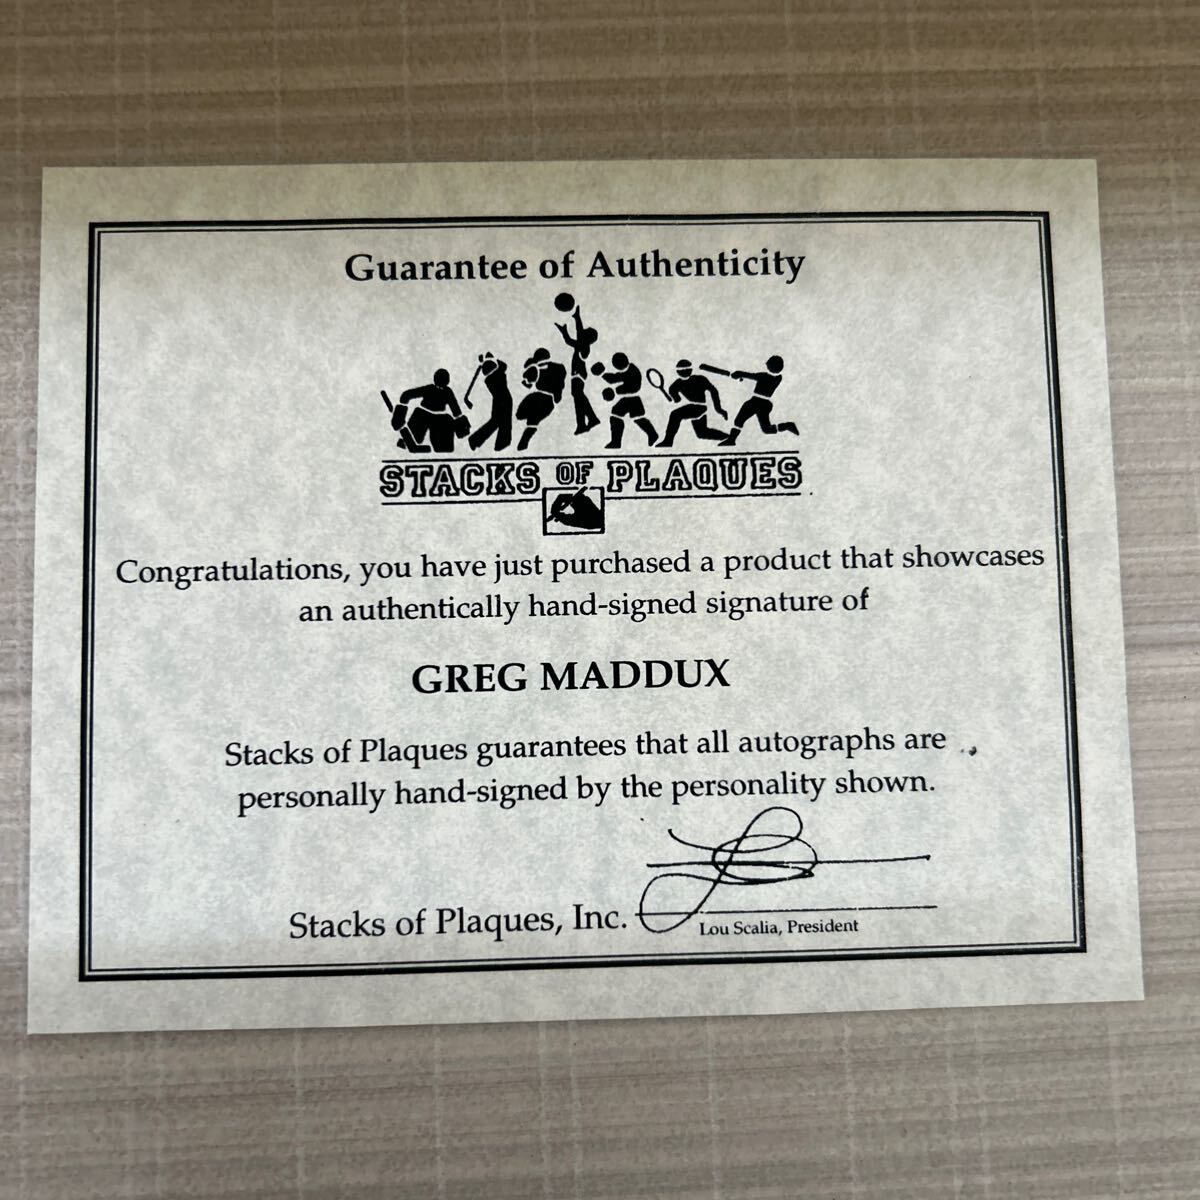 Guarantee of Authenticity
STACKS OF PLAQUES
Congratulations, you have just purchased a product that showcases
an authentically hand-signed signature of
GREG MADDUX
Stacks of Plaques guarantees that all autographs are
personally hand-signed by the personality shown.
Stacks of Plaques, Inc.
Lou Scalia, President